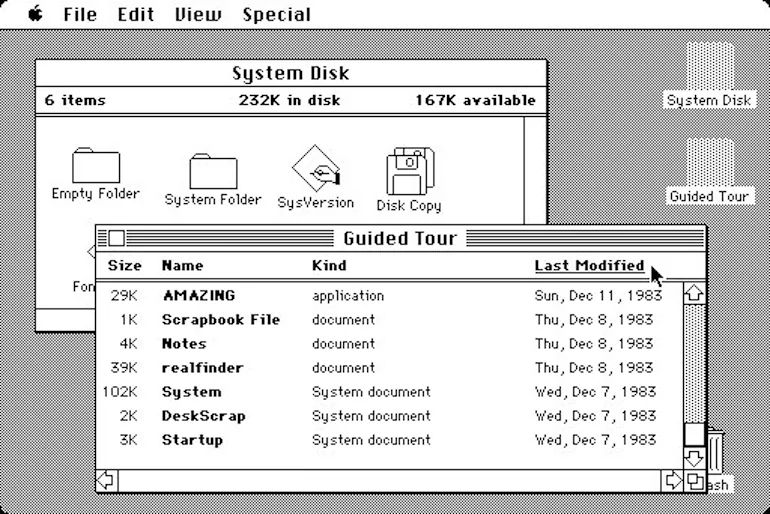 File Edit View Special
System Disk
6 items 232K in disk 167K available
Empty Folder System Folder SysVersion Disk Copy
System Disk
Guided Tour
Guided Tour
Size Name Kind Last Modified
29K AMAZING application Sun, Dec 11, 1983
1K Scrapbook File document Thu, Dec 8, 1983
4K Notes document Thu, Dec 8, 1983
39K realfinder document Thu, Dec 8, 1983
102K System System document Wed, Dec 7, 1983
2K DeskScrap System document Wed, Dec 7, 1983
3K Startup System document Wed, Dec 7, 1983